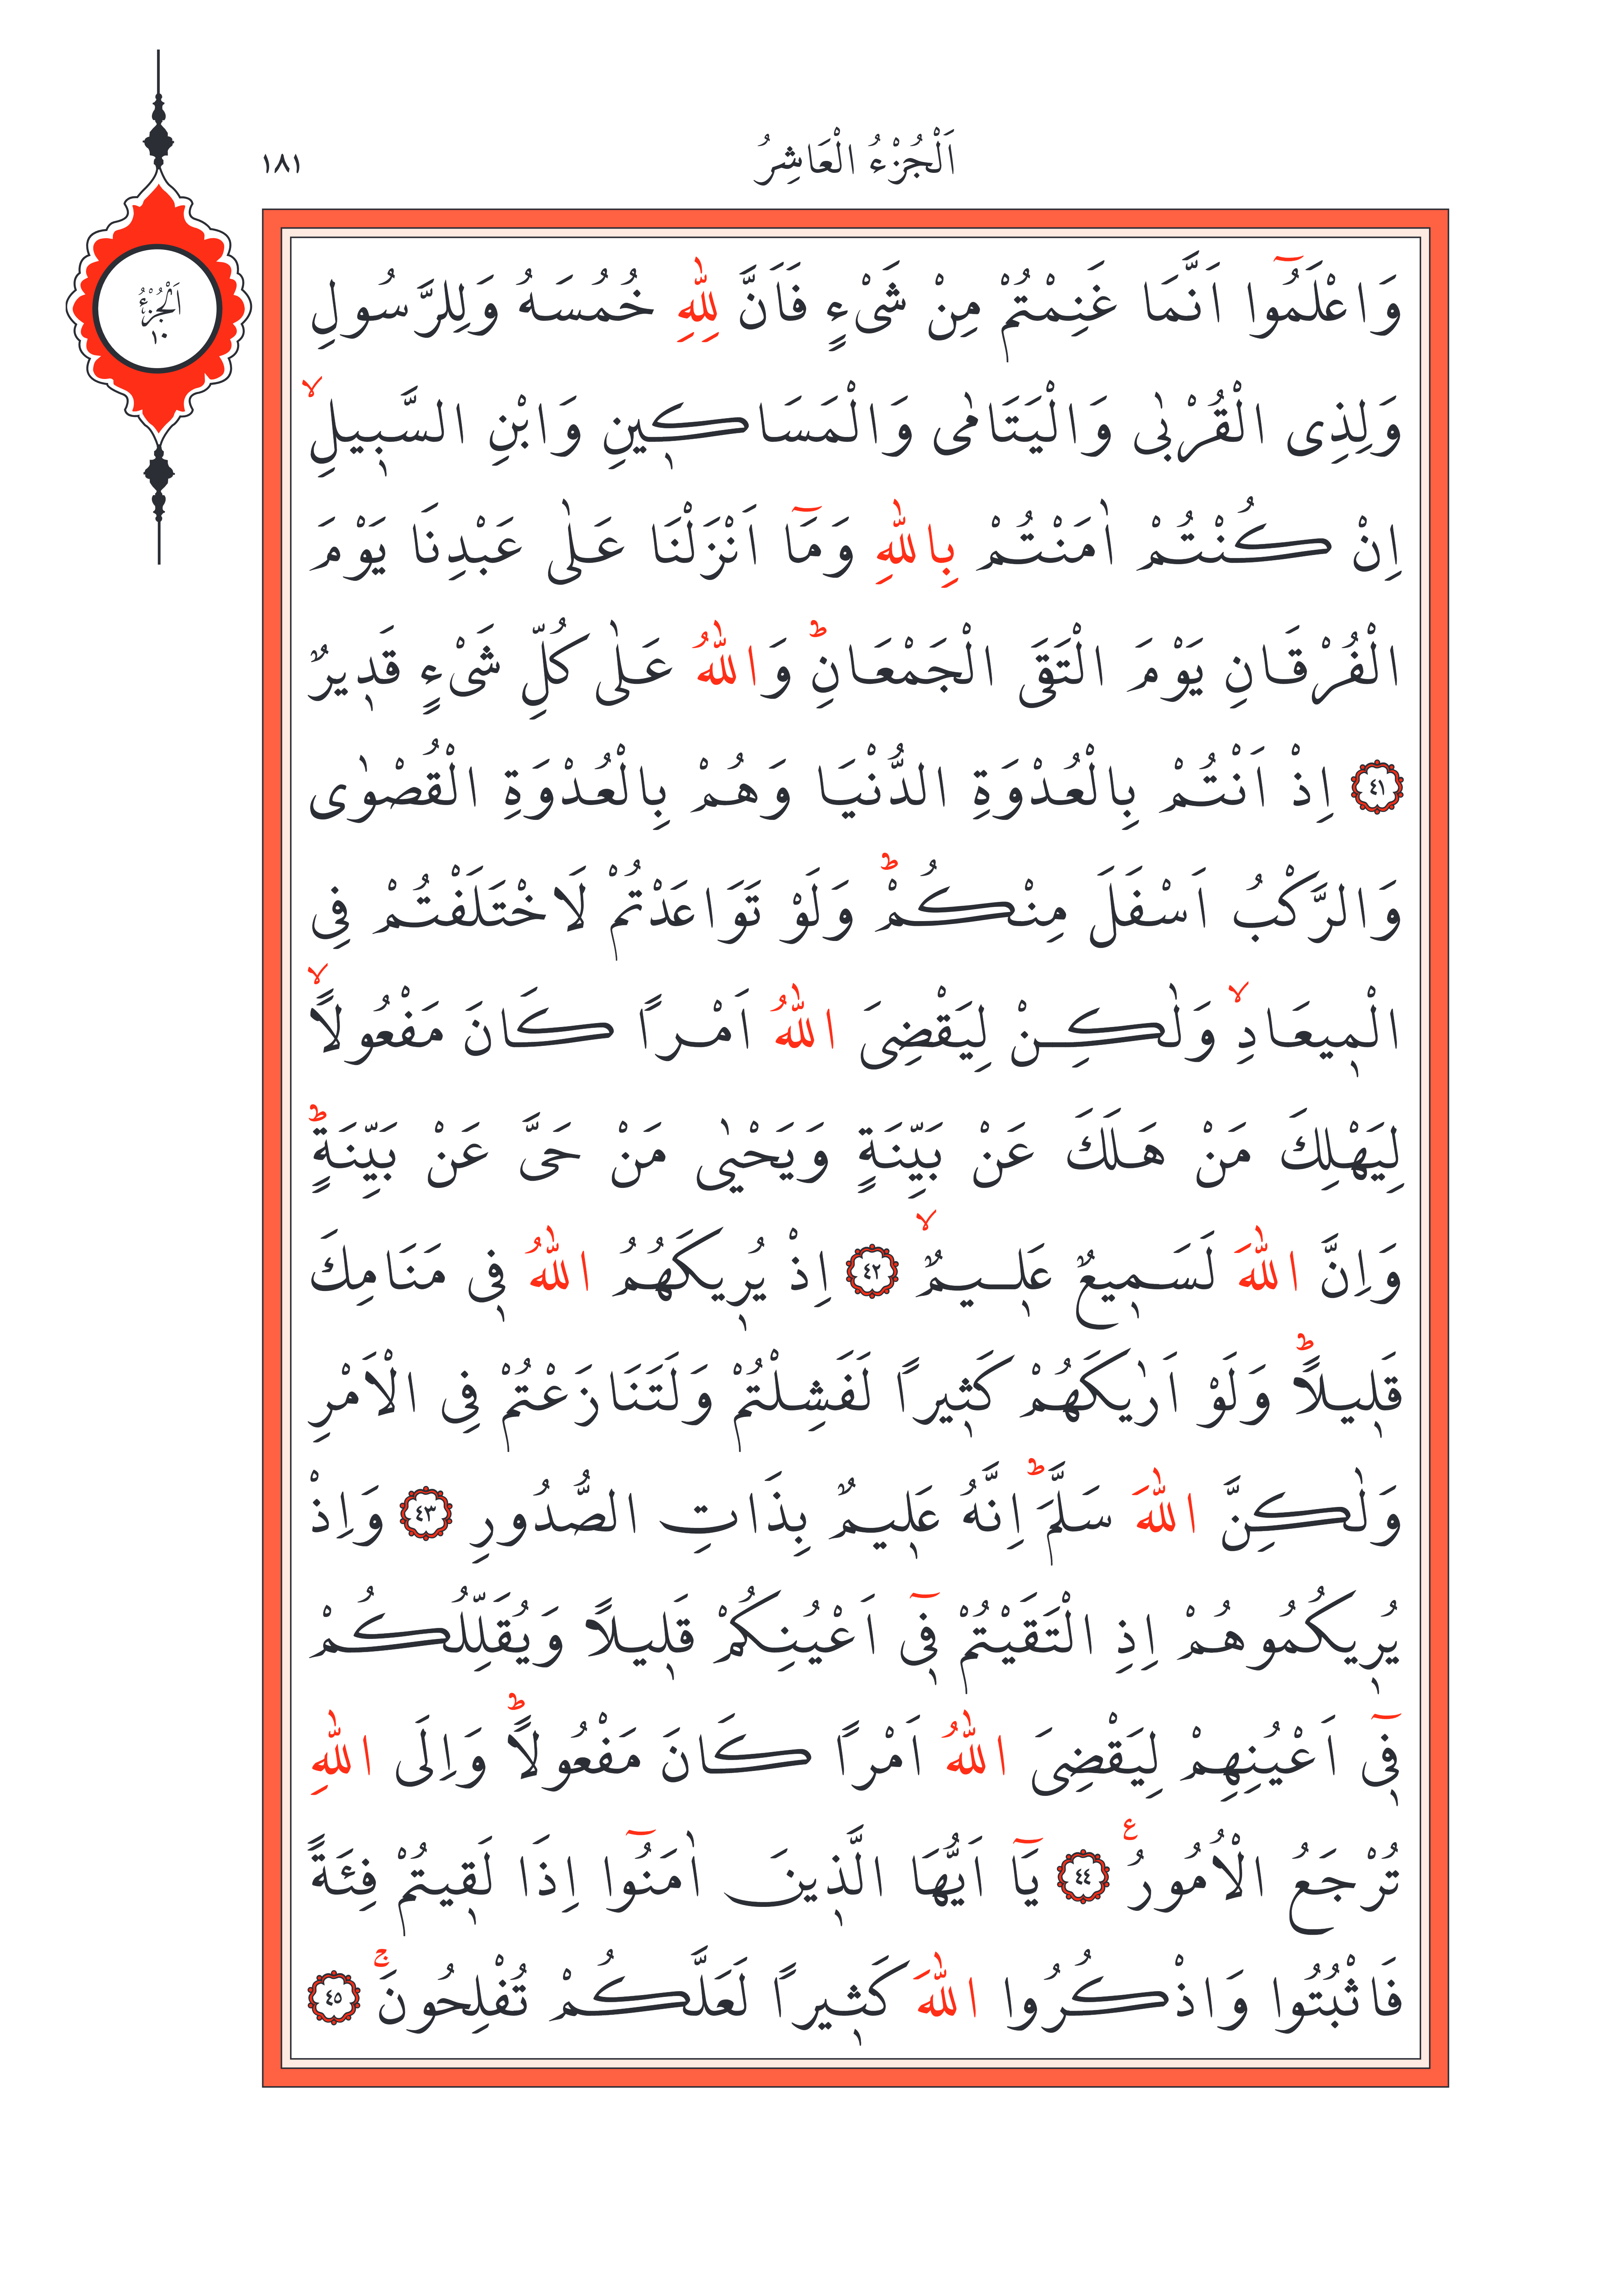 اَلْجُزْءُ الْعَاشِرُ
١٨١
اَلْجُزْءُ
١٠
وَاعْلَمُٓوا اَنَّمَا غَنِمْتُمْ مِنْ شَىْءٍ فَاَنَّ لِلّٰهِ خُمُسَهُ وَلِلرَّسُولِ
وَلِذِى الْقُرْبٰى وَالْيَتَامٰى وَالْمَسَاكٖينِ وَابْنِ السَّبٖيلِۙ
اِنْ كُنْتُمْ اٰمَنْتُمْ بِاللّٰهِ وَمَٓا اَنْزَلْنَا عَلٰى عَبْدِنَا يَوْمَ
الْفُرْقَانِ يَوْمَ الْتَقَى الْجَمْعَانِؕ وَاللّٰهُ عَلٰى كُلِّ شَىْءٍ قَدٖيرٌ
٤١ اِذْ اَنْتُمْ بِالْعُدْوَةِ الدُّنْيَا وَهُمْ بِالْعُدْوَةِ الْقُصْوٰى
وَالرَّكْبُ اَسْفَلَ مِنْكُمْؕ وَلَوْ تَوَاعَدْتُمْ لَاخْتَلَفْتُمْ فِى
الْمٖيعَادِۙ وَلٰكِنْ لِيَقْضِىَ اللّٰهُ اَمْرًا كَانَ مَفْعُولًاۙ
لِيَهْلِكَ مَنْ هَلَكَ عَنْ بَيِّنَةٍ وَيَحْيٰى مَنْ حَىَّ عَنْ بَيِّنَةٍؕ
وَاِنَّ اللّٰهَ لَسَمٖيعٌ عَلٖيمٌۙ ٤٢ اِذْ يُرٖيكَهُمُ اللّٰهُ فٖى مَنَامِكَ
قَلٖيلًاؕ وَلَوْ اَرٰيكَهُمْ كَثٖيرًا لَفَشِلْتُمْ وَلَتَنَازَعْتُمْ فِى الْاَمْرِ
وَلٰكِنَّ اللّٰهَ سَلَّمَؕ اِنَّهُ عَلٖيمٌ بِذَاتِ الصُّدُورِ ٤٣ وَاِذْ
يُرٖيكُمُوهُمْ اِذِ الْتَقَيْتُمْ فٖٓى اَعْيُنِكُمْ قَلٖيلًا وَيُقَلِّلُكُمْ
فٖٓى اَعْيُنِهِمْ لِيَقْضِىَ اللّٰهُ اَمْرًا كَانَ مَفْعُولًاؕ وَاِلَى اللّٰهِ
تُرْجَعُ الْاُمُورُ ع ٤٤ يَٓا اَيُّهَا الَّذٖينَ اٰمَنُٓوا اِذَا لَقٖيتُمْ فِئَةً
فَاثْبُتُوا وَاذْكُرُوا اللّٰهَ كَثٖيرًا لَعَلَّكُمْ تُفْلِحُونَۚ ٤٥